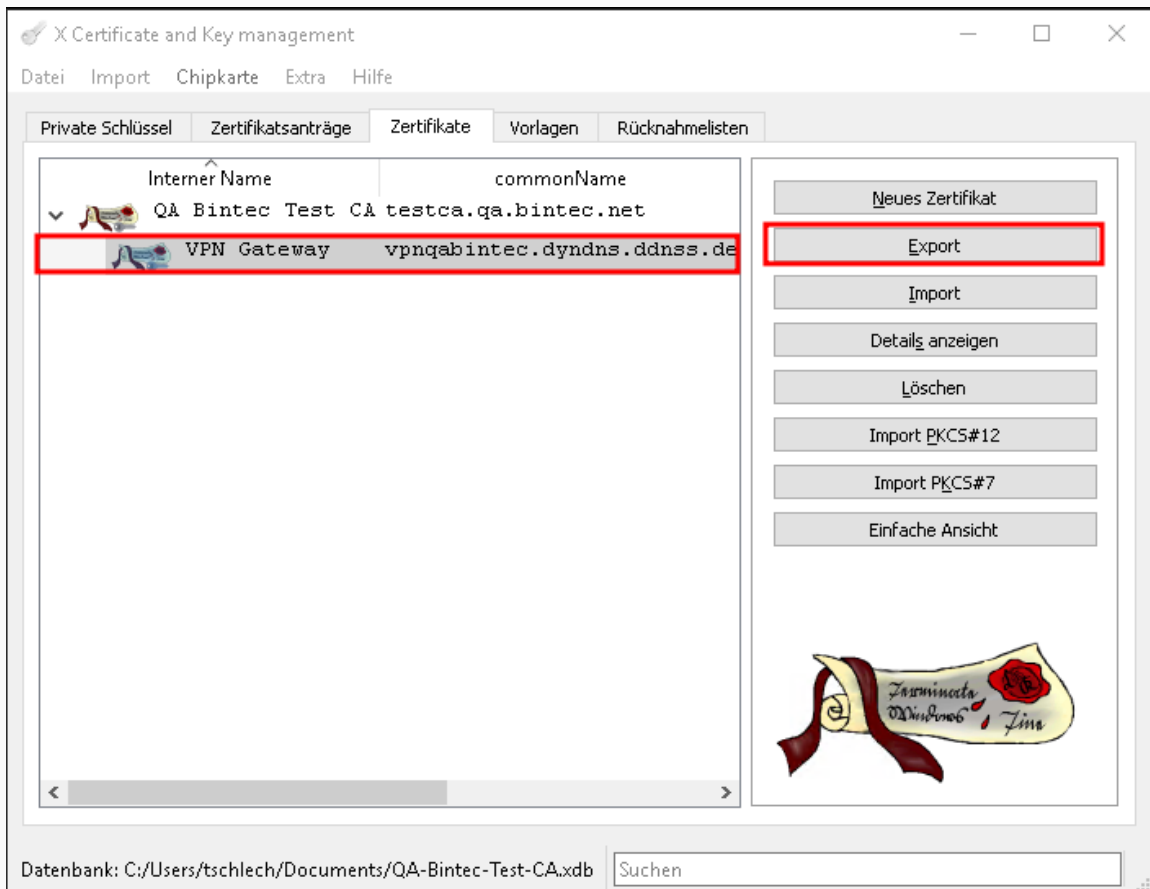 X Certificate and Key management
Datei Import Chipkarte Extra Hilfe
Private Schlüssel Zertifikatsanträge Zertifikate Vorlagen Rücknahmelisten
Interner Name commonName
QA Bintec Test CA testca.qa.bintec.net
VPN Gateway vpnqabintec.dyndns.ddnss.de
Neues Zertifikat
Export
Import
Details anzeigen
Löschen
Import PKCS#12
Import PKCS#7
Einfache Ansicht
Windows
Datenbank: C:/Users/tschlech/Documents/QA-Bintec-Test-CA.xdb Suchen